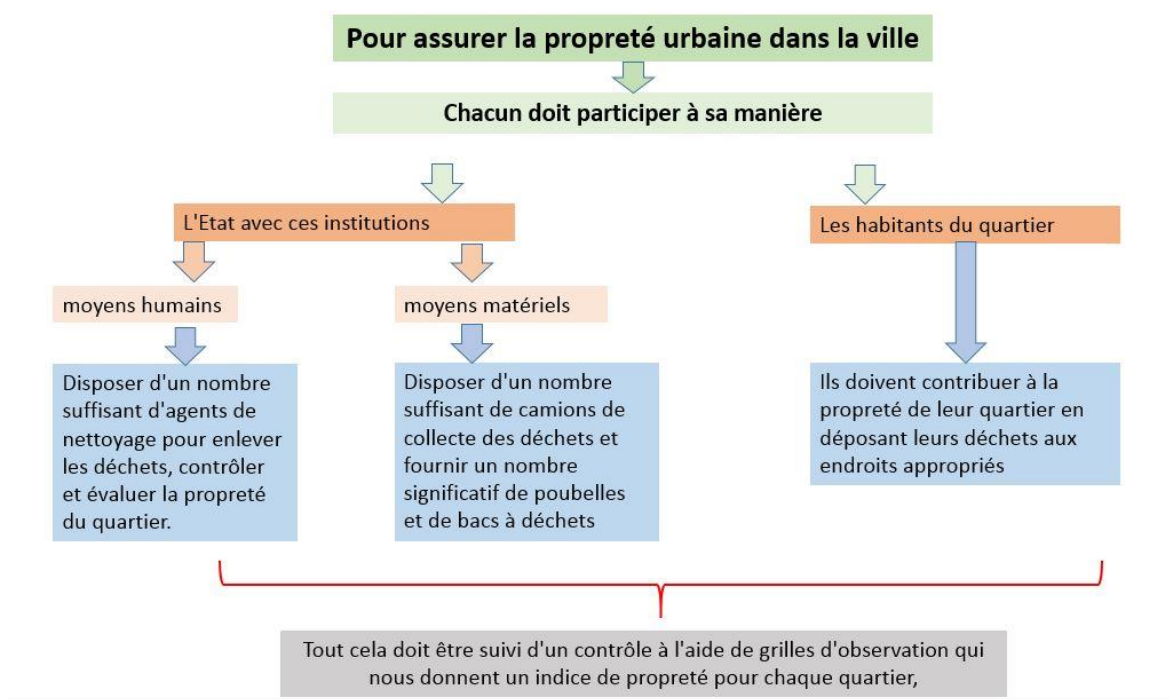 Pour assurer la propreté urbaine dans la ville
Chacun doit participer à sa manière
L'Etat avec ces institutions
Les habitants du quartier
moyens humains
moyens matériels
Disposer d'un nombre
suffisant d'agents de
nettoyage pour enlever
les déchets, contrôler
et évaluer la propreté
du quartier.
Disposer d'un nombre
suffisant de camions de
collecte des déchets et
fournir un nombre
significatif de poubelles
et de bacs à déchets
Ils doivent contribuer à la
propreté de leur quartier en
déposant leurs déchets aux
endroits appropriés
Tout cela doit être suivi d'un contrôle à l'aide de grilles d'observation qui
nous donnent un indice de propreté pour chaque quartier,